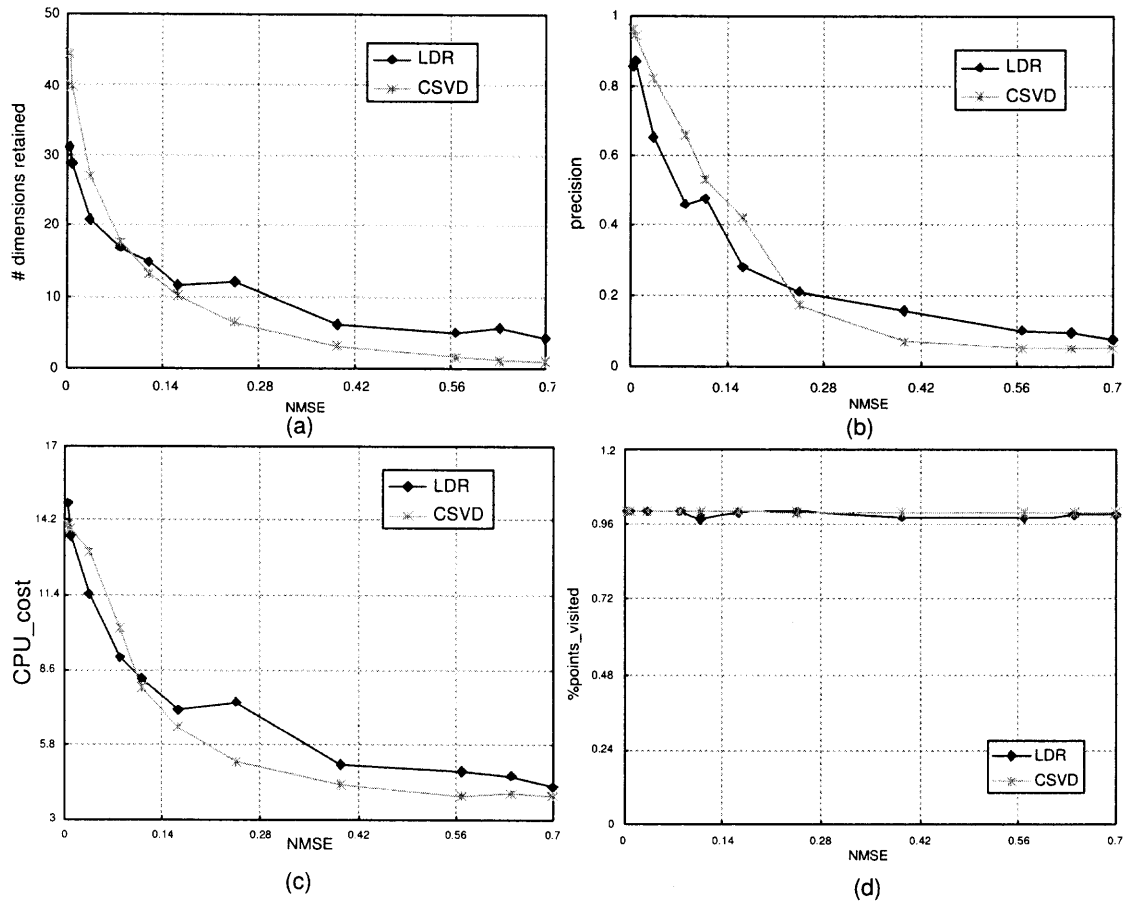 50
40
30
20
10
0
# dimensions retained
LDR
CSVD
0
0.14
0.28
0.42
0.56
0.7
NMSE
(a)
1
0.8
0.6
0.4
0.2
0
precision
LDR
CSVD
0
0.14
0.28
0.42
0.56
0.7
NMSE
(b)
17
14.2
11.4
8.6
5.8
3
CPU_cost
LDR
CSVD
0
0.14
0.28
0.42
0.56
0.7
NMSE
(c)
1.2
0.96
0.72
0.48
0.24
0
%points_visited
LDR
CSVD
0
0.14
0.28
0.42
0.56
0.7
NMSE
(d)